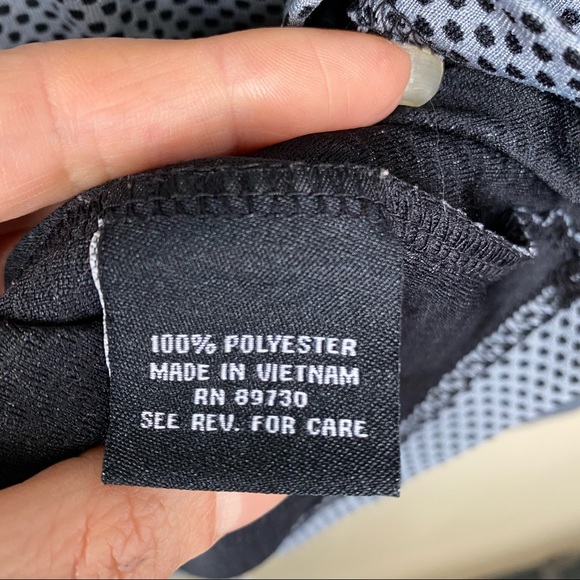 100% POLYESTER
MADE IN VIETNAM
RN 89730
SEE REV. FOR CARE